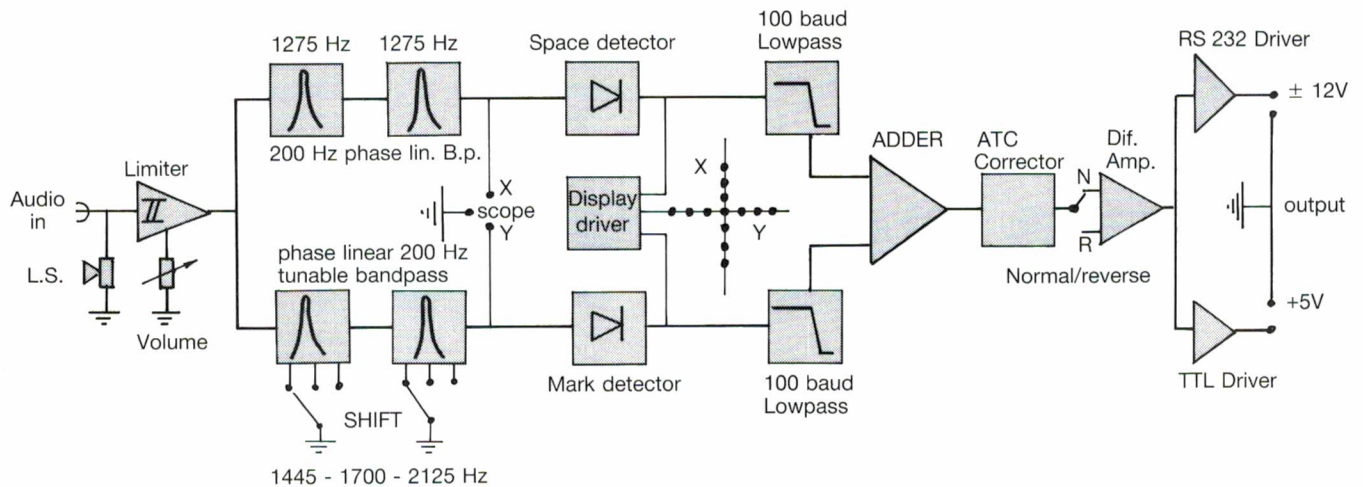 1275 Hz
1275 Hz
Space detector
100 baud
Lowpass
RS 232 Driver
± 12V
200 Hz phase lin. B.p.
Limiter
II
Audio
in
L.S.
Volume
X
scope
Y
Display
driver
X
Y
ADDER
ATC
Corrector
Dif.
Amp.
N
R
Normal/reverse
output
phase linear 200 Hz
tunable bandpass
+5V
SHIFT
Mark detector
100 baud
Lowpass
TTL Driver
1445 - 1700 - 2125 Hz